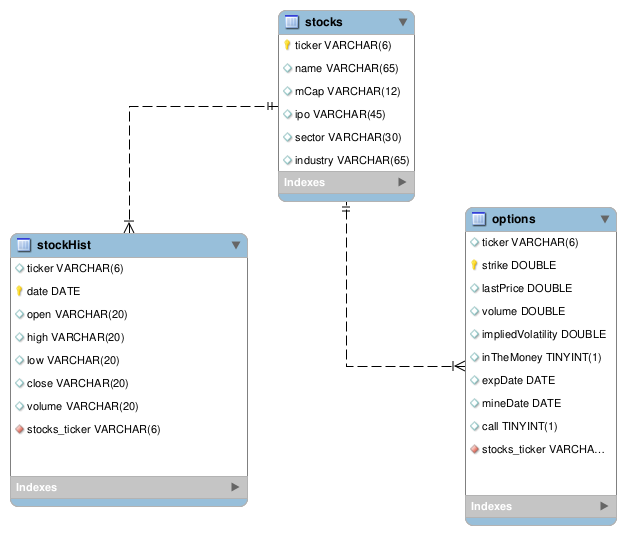 stocks
ticker VARCHAR(6)
name VARCHAR(65)
mCap VARCHAR(12)
ipo VARCHAR(45)
sector VARCHAR(30)
industry VARCHAR(65)
Indexes
stockHist
ticker VARCHAR(6)
date DATE
open VARCHAR(20)
high VARCHAR(20)
low VARCHAR(20)
close VARCHAR(20)
volume VARCHAR(20)
stocks_ticker VARCHAR(6)
Indexes
options
ticker VARCHAR(6)
strike DOUBLE
lastPrice DOUBLE
volume DOUBLE
impliedVolatility DOUBLE
inTheMoney TINYINT(1)
expDate DATE
mineDate DATE
call TINYINT(1)
stocks_ticker VARCHA...
Indexes